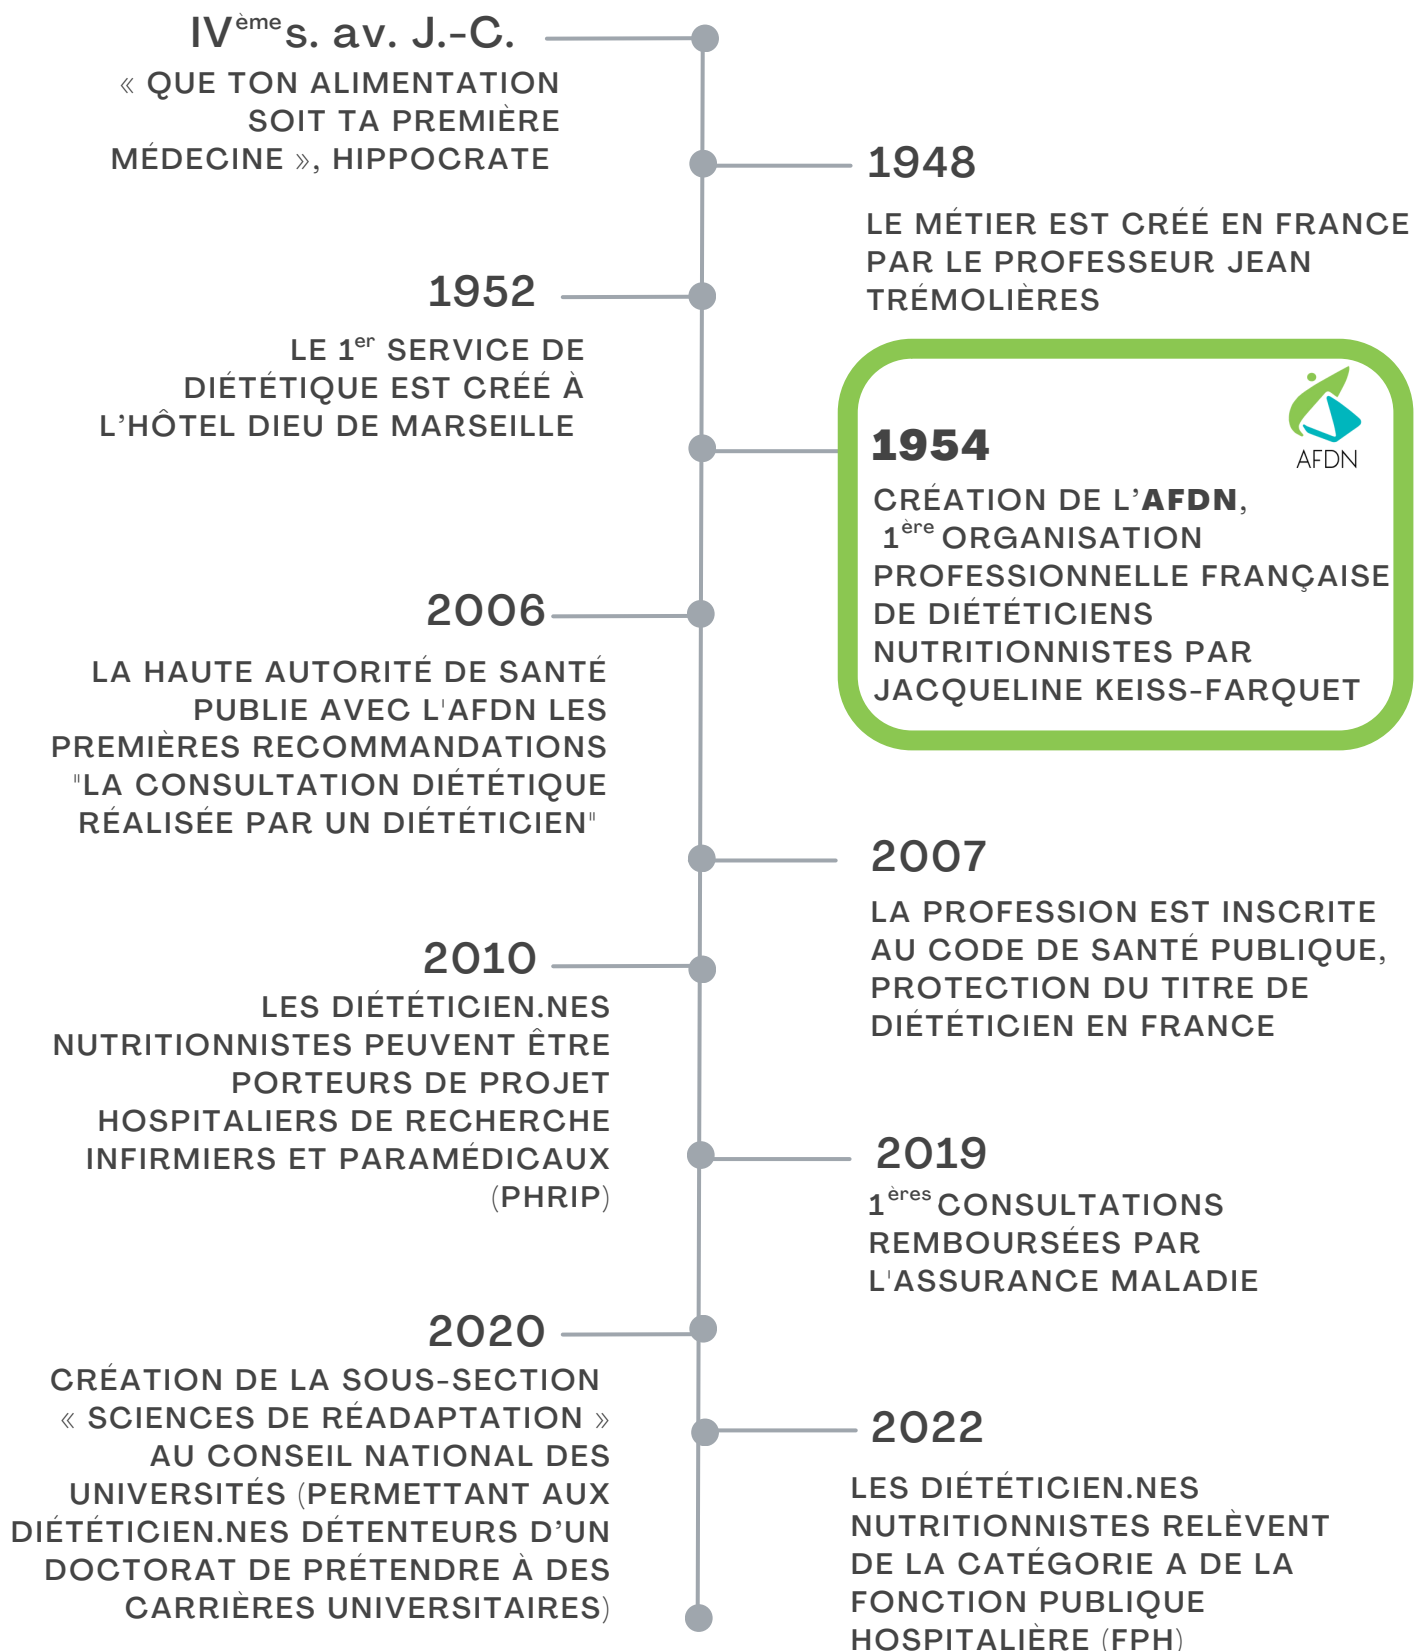 IVème s. av. J.-C.
« QUE TON ALIMENTATION
SOIT TA PREMIÈRE
MÉDECINE », HIPPOCRATE
1948
LE MÉTIER EST CRÉÉ EN FRANCE
PAR LE PROFESSEUR JEAN
TRÉMOLIÈRES
1952
LE 1er SERVICE DE
DIÉTÉTIQUE EST CRÉÉ À
L'HÔTEL DIEU DE MARSEILLE
AFDN
1954
CRÉATION DE L'AFDN,
1ère ORGANISATION
PROFESSIONNELLE FRANÇAISE
DE DIÉTÉTICIENS
NUTRITIONNISTES PAR
JACQUELINE KEISS-FARQUET
2006
LA HAUTE AUTORITÉ DE SANTÉ
PUBLIE AVEC L'AFDN LES
PREMIÈRES RECOMMANDATIONS
"LA CONSULTATION DIÉTÉTIQUE
RÉALISÉE PAR UN DIÉTÉTICIEN"
2007
LA PROFESSION EST INSCRITE
AU CODE DE SANTÉ PUBLIQUE,
PROTECTION DU TITRE DE
DIÉTÉTICIEN EN FRANCE
2010
LES DIÉTÉTICIEN.NES
NUTRITIONNISTES PEUVENT ÊTRE
PORTEURS DE PROJET
HOSPITALIERS DE RECHERCHE
INFIRMIERS ET PARAMÉDICAUX
(PHRIP)
2019
1ères CONSULTATIONS
REMBOURSÉES PAR
L'ASSURANCE MALADIE
2020
CRÉATION DE LA SOUS-SECTION
« SCIENCES DE RÉADAPTATION »
AU CONSEIL NATIONAL DES
UNIVERSITÉS (PERMETTANT AUX
DIÉTÉTICIEN.NES DÉTENTEURS D'UN
DOCTORAT DE PRÉTENDRE À DES
CARRIÈRES UNIVERSITAIRES)
2022
LES DIÉTÉTICIEN.NES
NUTRITIONNISTES RELÈVENT
DE LA CATÉGORIE A DE LA
FONCTION PUBLIQUE
HOSPITALIÈRE (FPH)